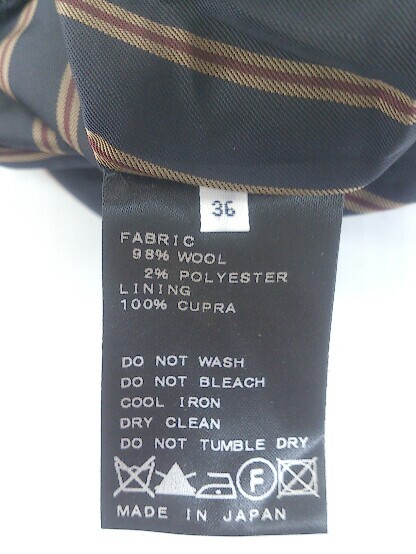 36
FABRIC
98% WOOL
2% POLYESTER
LINING
100% CUPRA
DO NOT WASH
DO NOT BLEACH
COOL IRON
DRY CLEAN
DO NOT TUMBLE DRY
F
MADE IN JAPAN